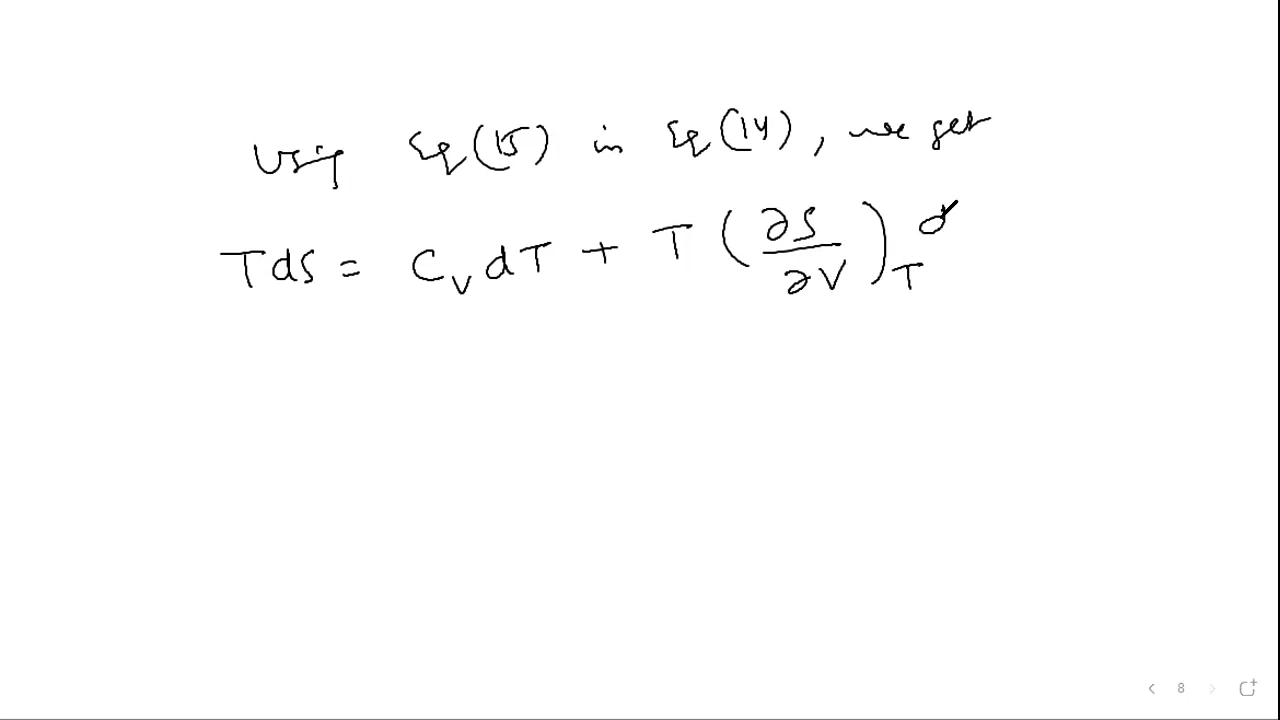 Using Eq(15) in Eq(14), we get
TdS = C_V dT + T (∂S/∂V)_T d
8